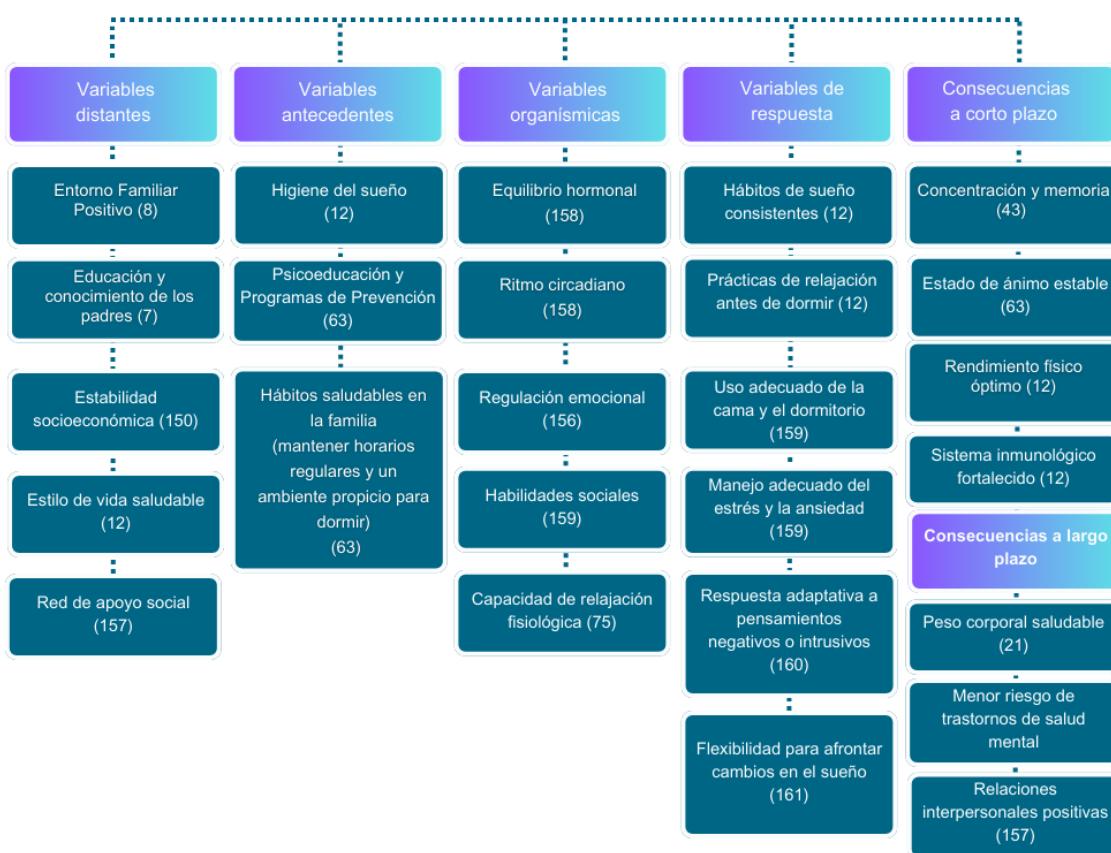 Variables
distantes
Entorno Familiar
Positivo (8)
Educación y
conocimiento de los
padres (7)
Estabilidad
socioeconómica (150)
Estilo de vida saludable
(12)
Red de apoyo social
(157)
Variables
antecedentes
Higiene del sueño
(12)
Psicoeducación y
Programas de Prevención
(63)
Hábitos saludables en
la familia
(mantener horarios
regulares y un
ambiente propicio para
dormir)
(63)
Variables
organísmicas
Equilibrio hormonal
(158)
Ritmo circadiano
(158)
Regulación emocional
(156)
Habilidades sociales
(159)
Capacidad de relajación
fisiológica (75)
Variables de
respuesta
Hábitos de sueño
consistentes (12)
Prácticas de relajación
antes de dormir (12)
Uso adecuado de la
cama y el dormitorio
(159)
Manejo adecuado del
estrés y la ansiedad
(159)
Respuesta adaptativa a
pensamientos
negativos o intrusivos
(160)
Flexibilidad para afrontar
cambios en el sueño
(161)
Consecuencias
a corto plazo
Concentración y memoria
(43)
Estado de ánimo estable
(63)
Rendimiento físico
óptimo (12)
Sistema inmunológico
fortalecido (12)
Consecuencias a largo
plazo
Peso corporal saludable
(21)
Menor riesgo de
trastornos de salud
mental
Relaciones
interpersonales positivas
(157)